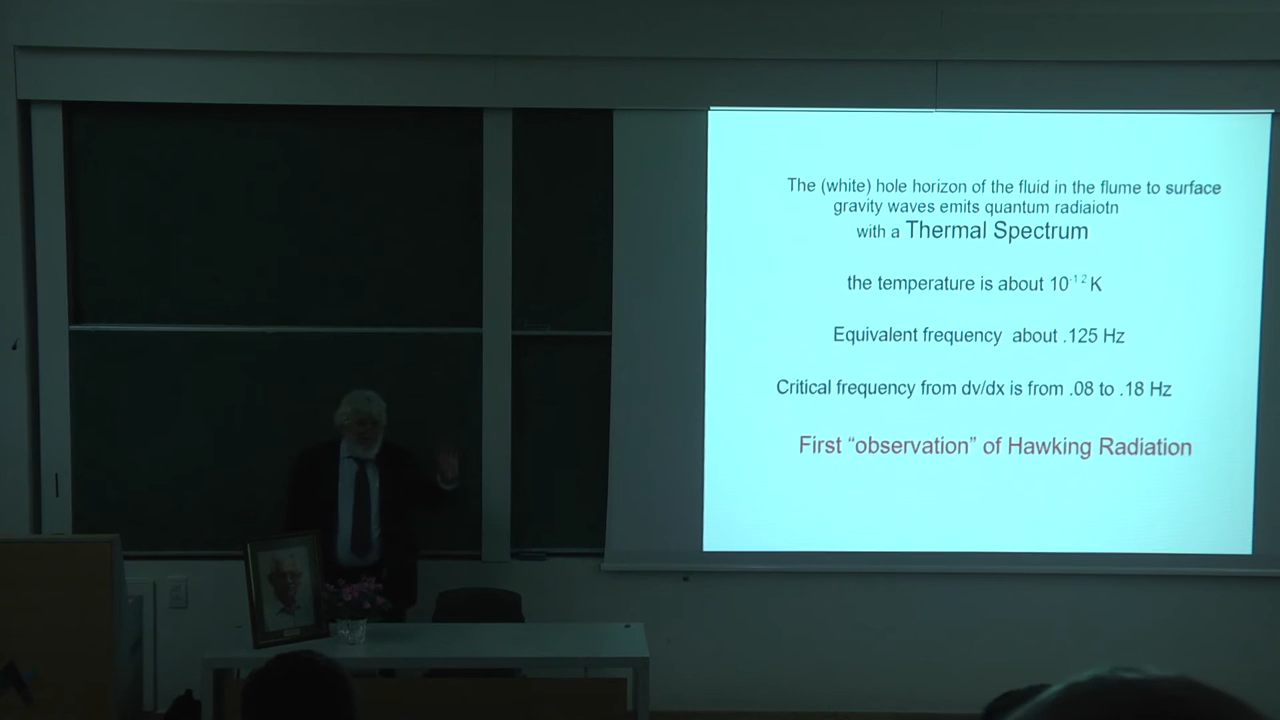 The (white) hole horizon of the fluid in the flume to surface
gravity waves emits quantum radiaiotn
with a Thermal Spectrum
the temperature is about 10⁻¹² K
Equivalent frequency about .125 Hz
Critical frequency from dv/dx is from .08 to .18 Hz
First “observation” of Hawking Radiation